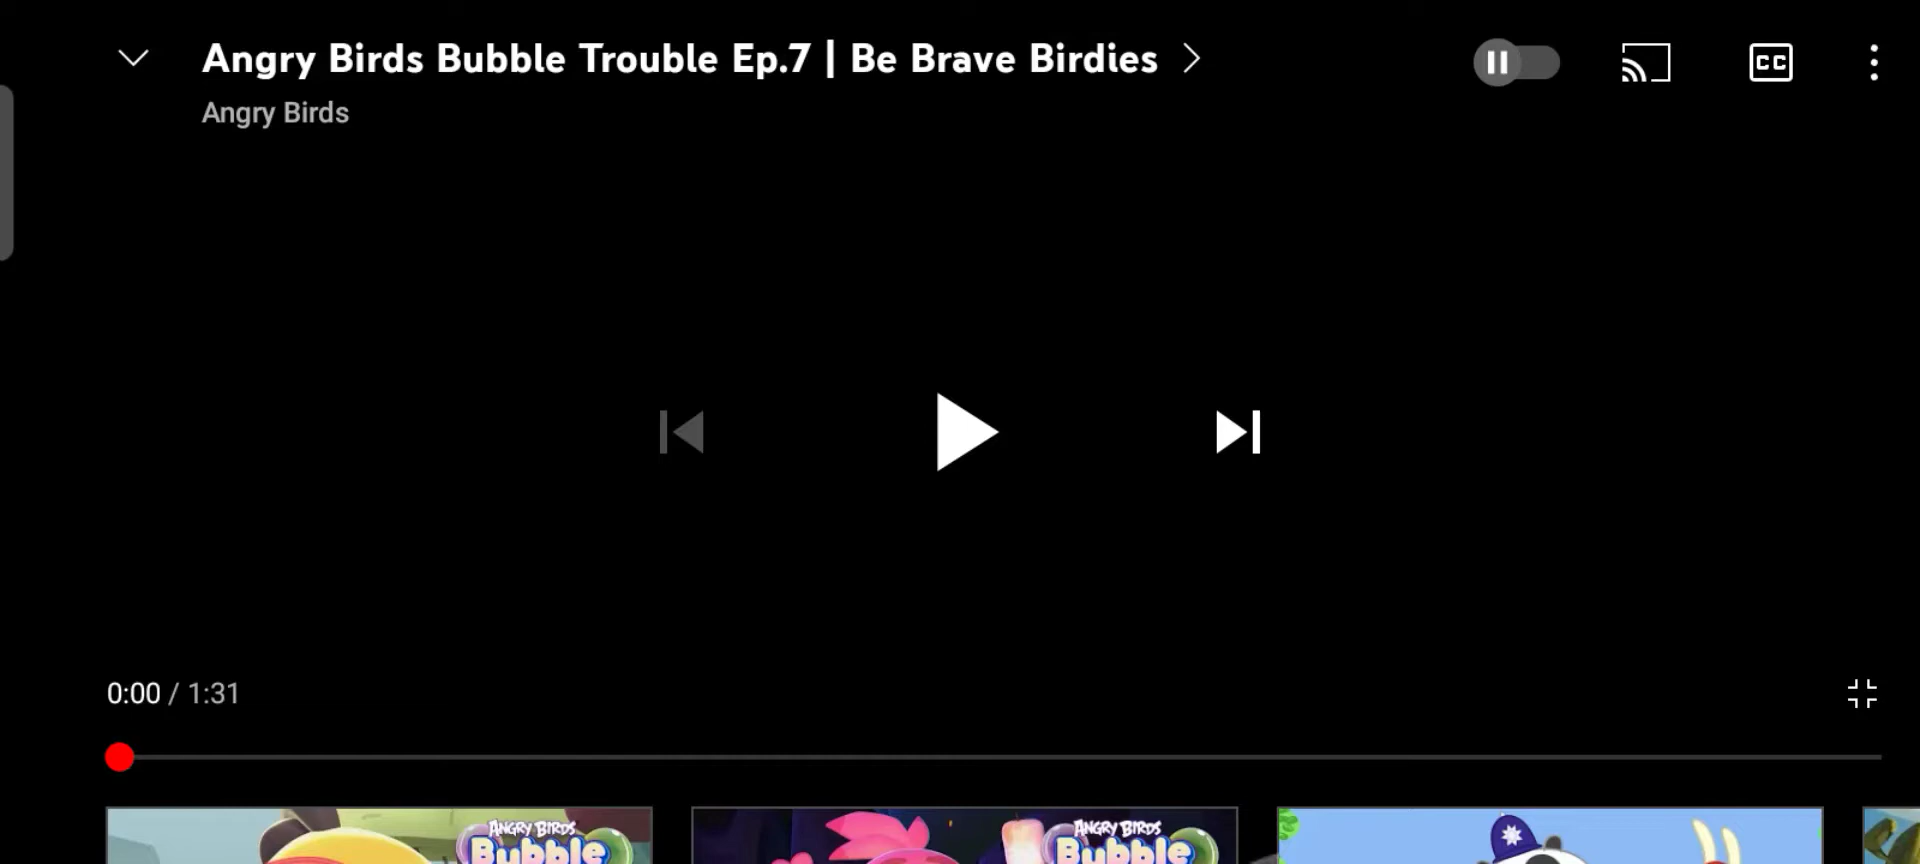 Angry Birds Bubble Trouble Ep.7 | Be Brave Birdies
Angry Birds
CC
0:00 / 1:31
ANGRY BIRDS
Bubble
ANGRY BIRDS
Bubble